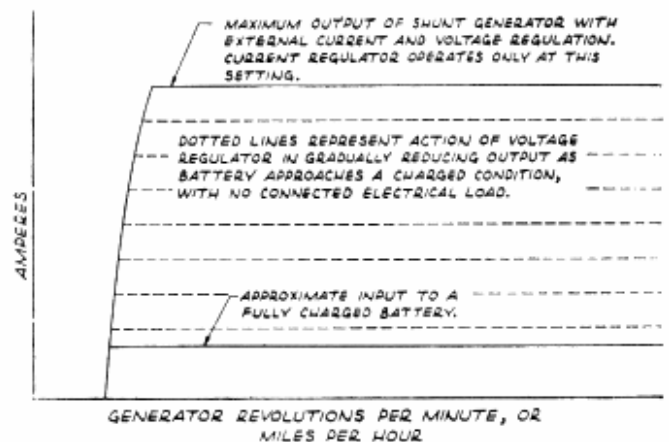 MAXIMUM OUTPUT OF SHUNT GENERATOR WITH
EXTERNAL CURRENT AND VOLTAGE REGULATION.
CURRENT REGULATOR OPERATES ONLY AT THIS
SETTING.
DOTTED LINES REPRESENT ACTION OF VOLTAGE
REGULATOR IN GRADUALLY REDUCING OUTPUT AS
BATTERY APPROACHES A CHARGED CONDITION,
WITH NO CONNECTED ELECTRICAL LOAD.
AMPERES
APPROXIMATE INPUT TO A
FULLY CHARGED BATTERY.
GENERATOR REVOLUTIONS PER MINUTE, OR
MILES PER HOUR